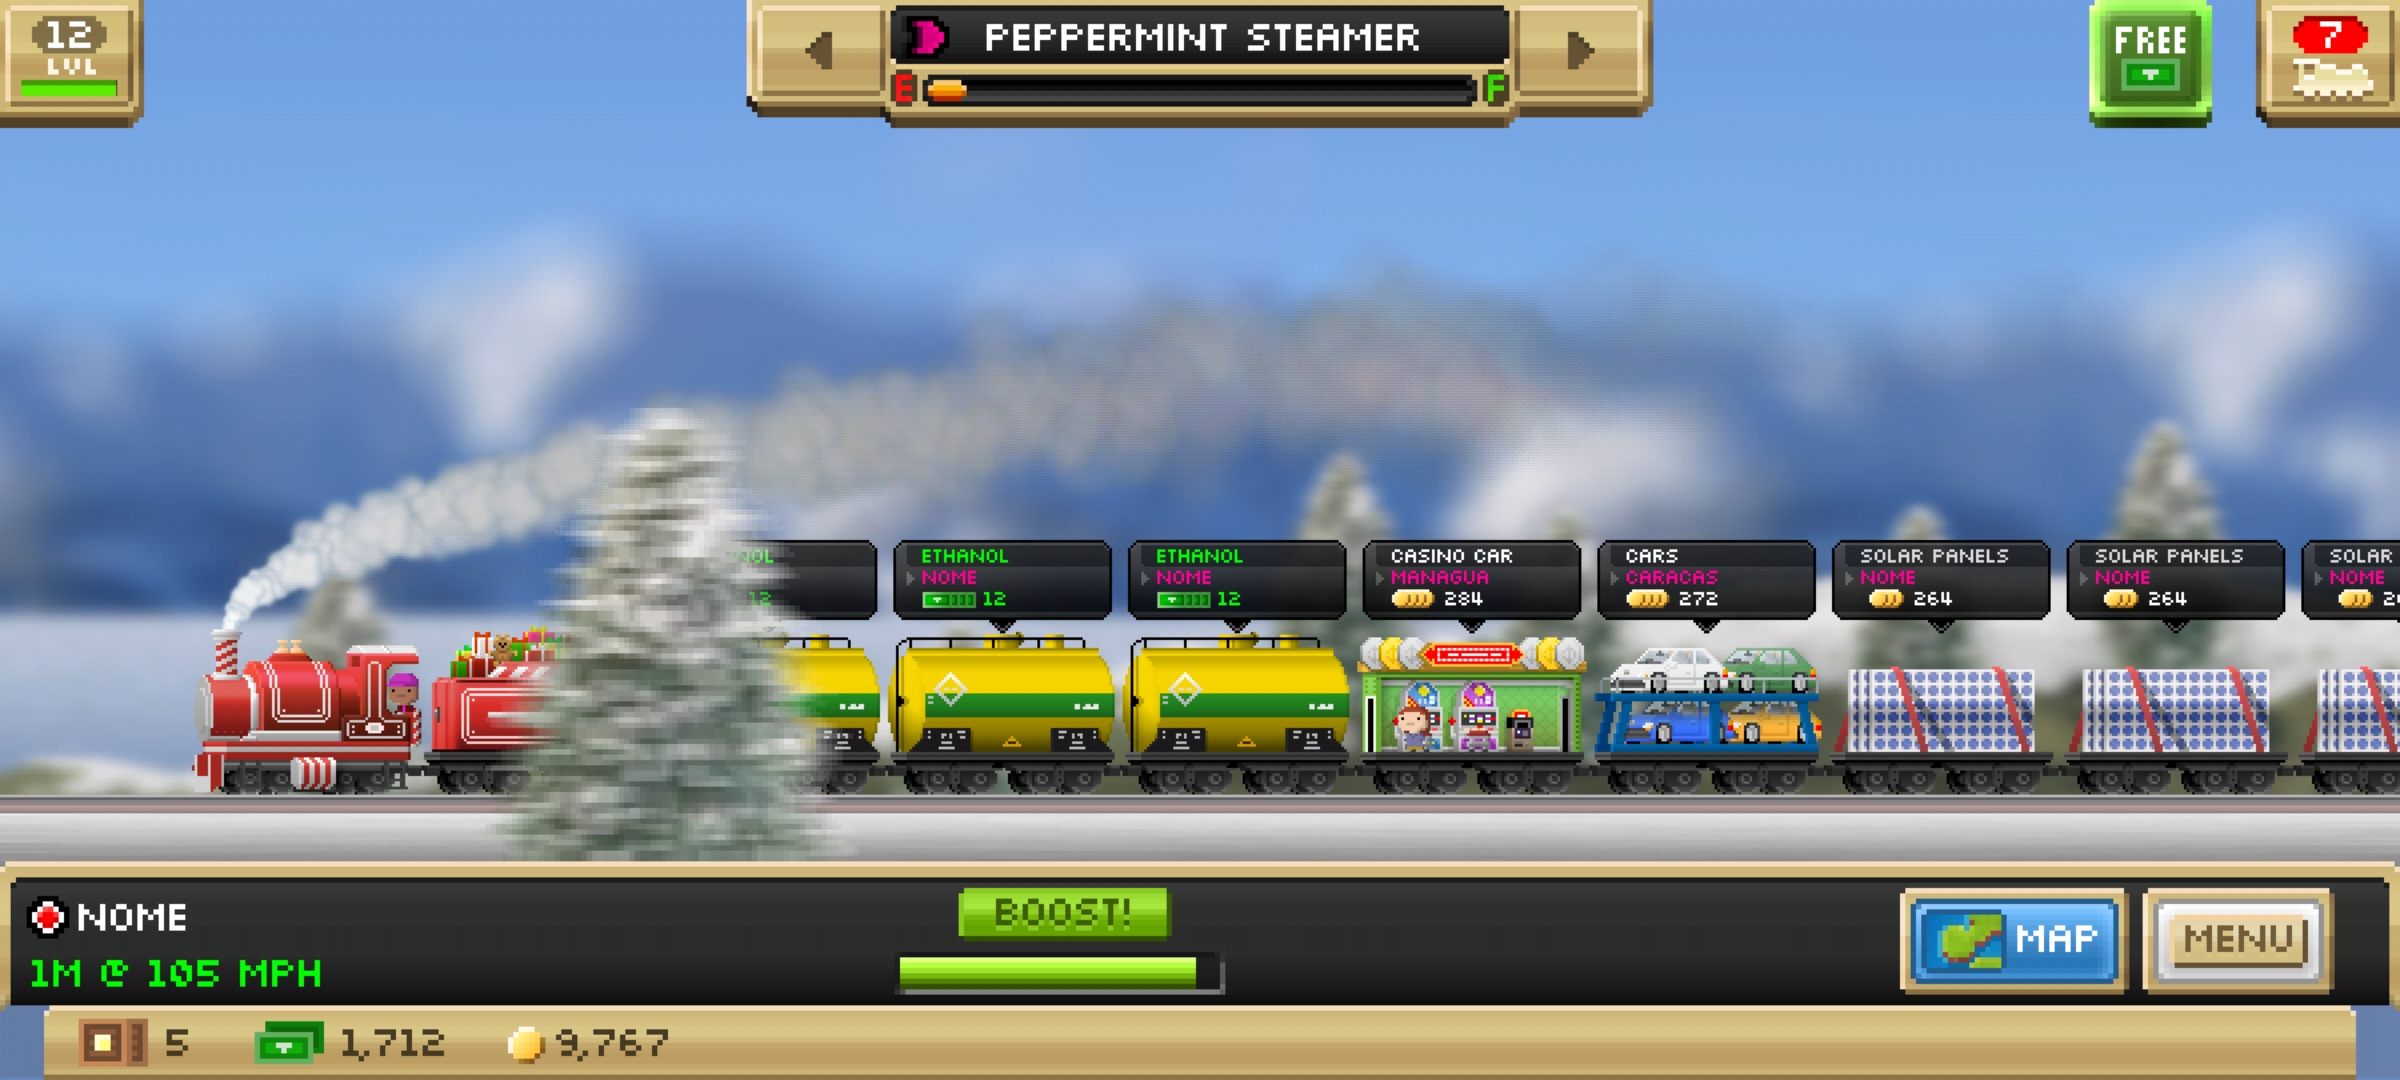 12
LVL
PEPPERMINT STEAMER
E
F
FREE
7
ETHANOL
NOME
12
ETHANOL
NOME
12
CASINO CAR
MANAGUA
284
CARS
CARACAS
272
SOLAR PANELS
NOME
264
SOLAR PANELS
NOME
264
SOLAR
NOME
12
NOME
1M @ 105 MPH
BOOST!
MAP
MENU
5
1,712
9,767